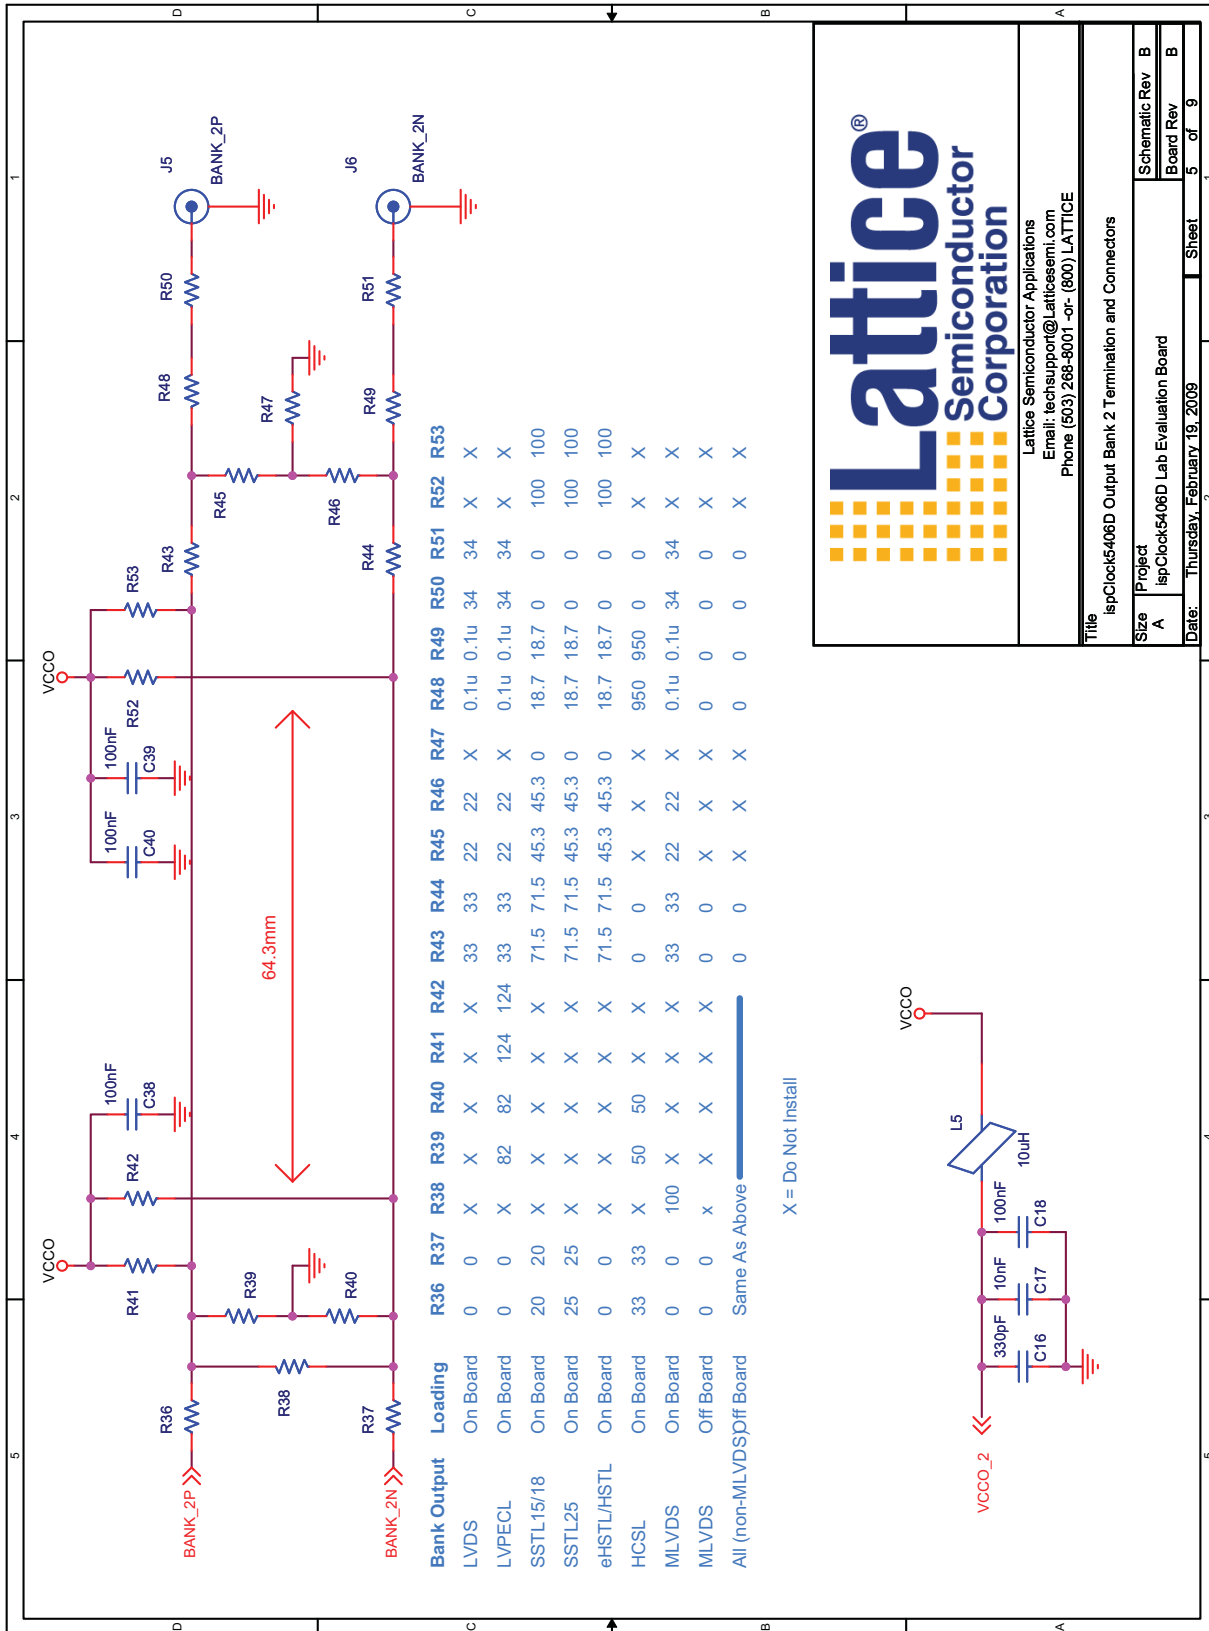 5 4 3 2 1
D
C
B
A
VCCO
VCCO
R41
R42
100nF
C38
100nF
C40
100nF
C39
R52
R53
BANK_2P
R36
R43
R48
R50
J5
BANK_2P
R39
R38
R40
64.3mm
R45
R46
R47
BANK_2N
R37
R44
R49
R51
J6
BANK_2N
Bank Output Loading R36 R37 R38 R39 R40 R41 R42 R43 R44 R45 R46 R47 R48 R49 R50 R51 R52 R53
LVDS On Board 0 0 X X X X X 33 33 22 22 X 0.1u 0.1u 34 34 X X
LVPECL On Board 0 0 X 82 82 124 124 33 33 22 22 X 0.1u 0.1u 34 34 X X
SSTL15/18 On Board 20 20 X X X X X 71.5 71.5 45.3 45.3 0 18.7 18.7 0 0 100 100
SSTL25 On Board 25 25 X X X X X 71.5 71.5 45.3 45.3 0 18.7 18.7 0 0 100 100
eHSTL/HSTL On Board 0 0 X X X X X 71.5 71.5 45.3 45.3 0 18.7 18.7 0 0 100 100
HCSL On Board 33 33 X 50 50 X X 0 0 X X X 950 950 0 0 X X
MLVDS On Board 0 0 100 X X X X 33 33 22 22 X 0.1u 0.1u 34 34 X X
MLVDS Off Board 0 0 x X X X X 0 0 X X X 0 0 0 0 X X
All (non-MLVDS) Off Board Same As Above 0 0 X X X 0 0 0 0 X X
X = Do Not Install
VCCO_2
330pF
C16
10nF
C17
100nF
C18
L5
10uH
VCCO
Lattice®
Semiconductor
Corporation
Lattice Semiconductor Applications
Email: techsupport@Latticesemi.com
Phone (503) 268-8001 -or- (800) LATTICE
Title
ispClock5406D Output Bank 2 Termination and Connectors
Size
A
Project
ispClock5406D Lab Evaluation Board
Schematic Rev B
Board Rev B
Date: Thursday, February 19, 2009
Sheet 5 of 9
D
C
B
A
5 4 3 2 1